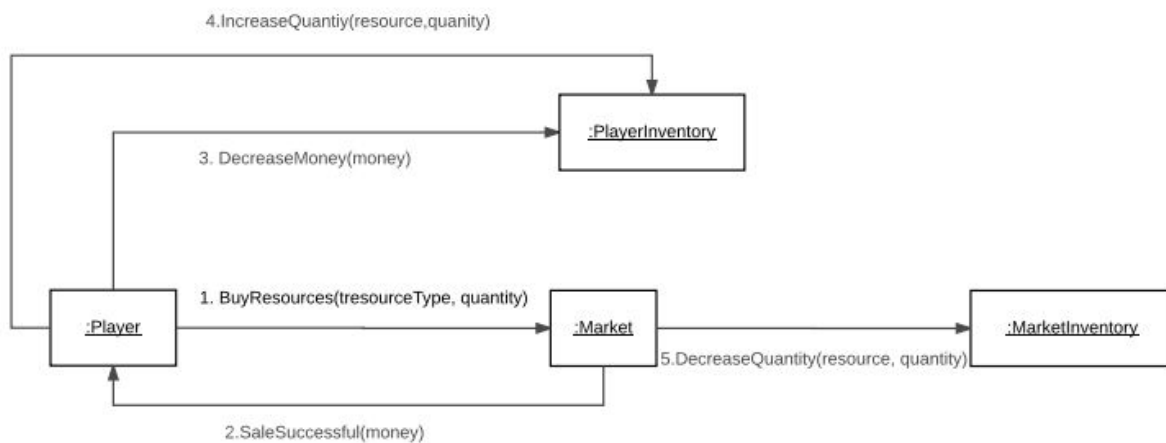 4.IncreaseQuantiy(resource,quanity)
:PlayerInventory
3. DecreaseMoney(money)
1. BuyResources(tresourceType, quantity)
:Player
:Market
:MarketInventory
5.DecreaseQuantity(resource, quantity)
2.SaleSuccessful(money)